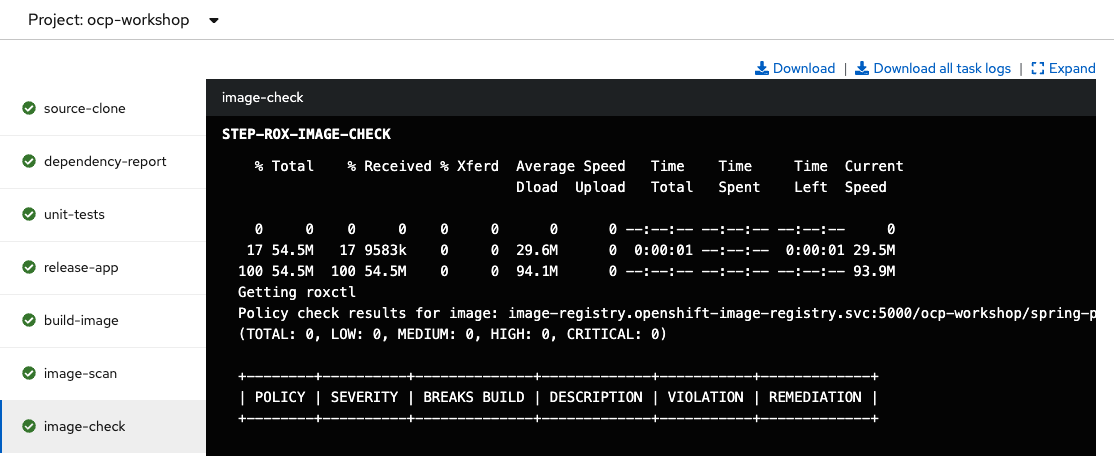 Project: ocp-workshop
Download | Download all task logs | Expand
source-clone
dependency-report
unit-tests
release-app
build-image
image-scan
image-check
image-check
STEP-ROX-IMAGE-CHECK
% Total % Received % Xferd Average Speed Time Time Time Current
Dload Upload Total Spent Left Speed
0 0 0 0 0 0 0 0 --:--:-- --:--:-- --:--:-- 0
17 54.5M 17 9583k 0 0 29.6M 0 0:00:01 --:--:-- 0:00:01 29.5M
100 54.5M 100 54.5M 0 0 94.1M 0 --:--:-- --:--:-- --:--:-- 93.9M
Getting roxctl
Policy check results for image: image-registry.openshift-image-registry.svc:5000/ocp-workshop/spring-p
(TOTAL: 0, LOW: 0, MEDIUM: 0, HIGH: 0, CRITICAL: 0)
+--------+----------+--------------+-------------+-----------+-------------+
| POLICY | SEVERITY | BREAKS BUILD | DESCRIPTION | VIOLATION | REMEDIATION |
+--------+----------+--------------+-------------+-----------+-------------+